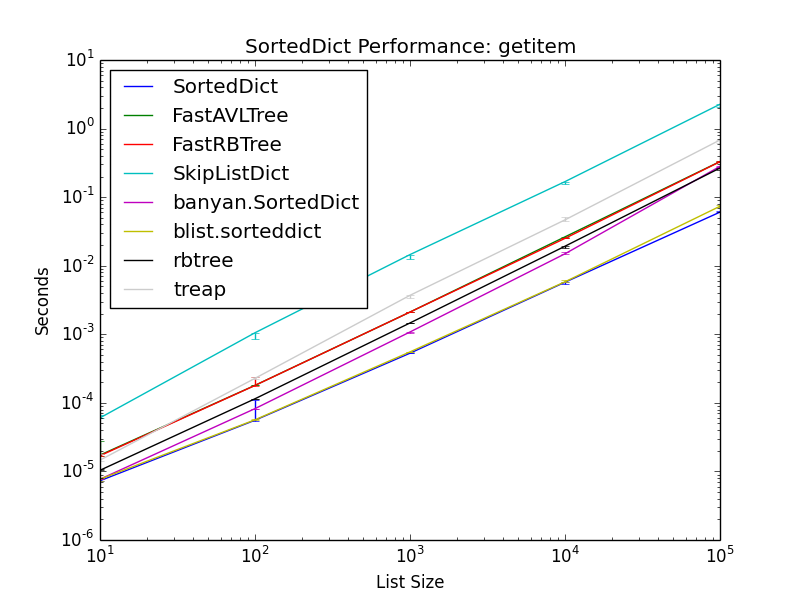 SortedDict Performance: getitem
10^1
10^0
10^-1
10^-2
10^-3
10^-4
10^-5
10^-6
Seconds
SortedDict
FastAVLTree
FastRBTree
SkipListDict
banyan.SortedDict
blist.sorteddict
rbtree
treap
10^1 10^2 10^3 10^4 10^5
List Size